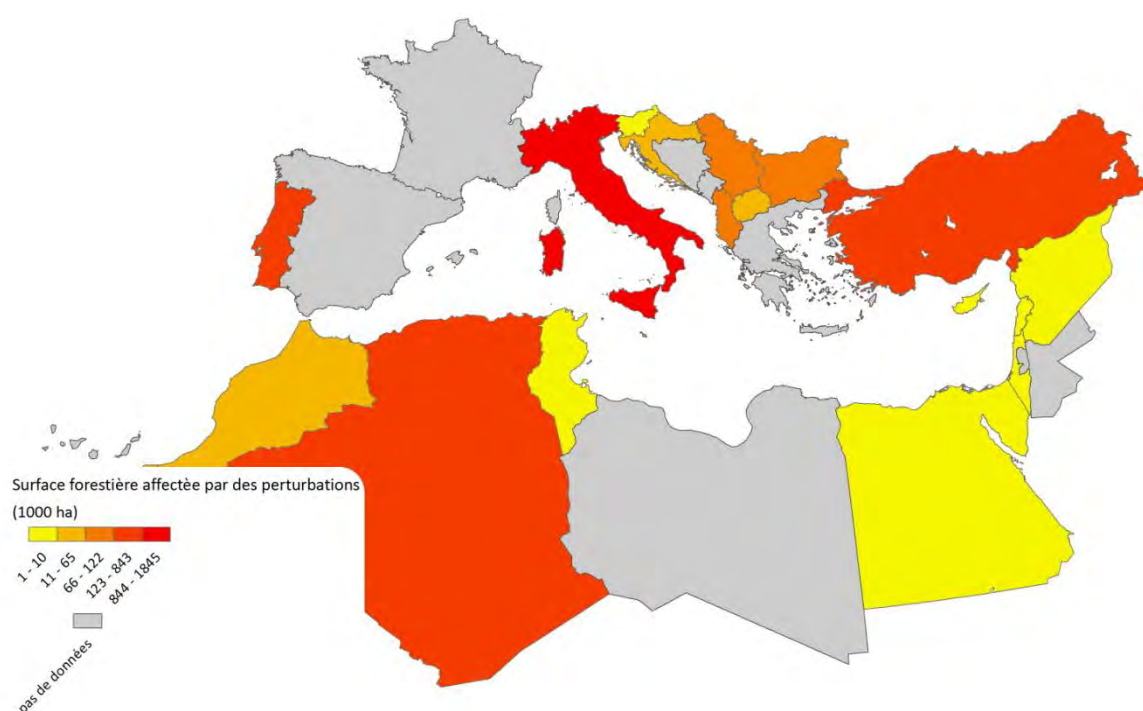 Surface forestière affectèe par des perturbations
(1000 ha)
1 - 10
11 - 65
66 - 122
123 - 843
844 - 1845
pas de données